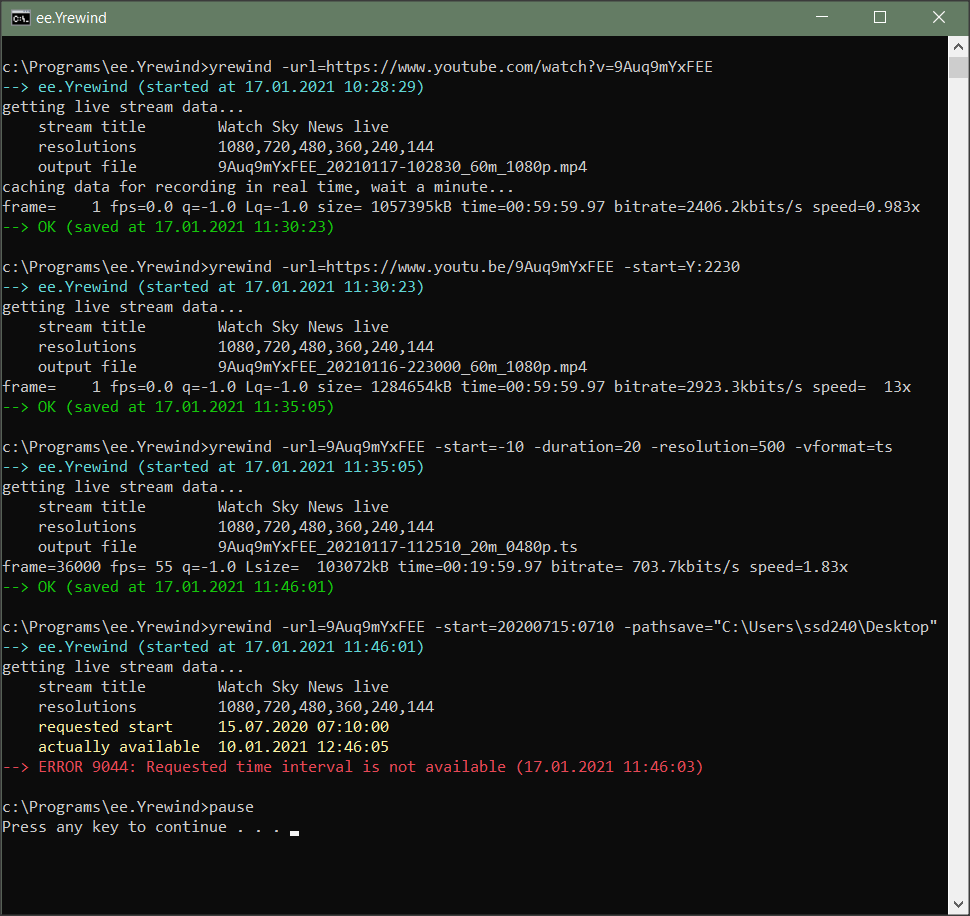 ee.Yrewind
c:\Programs\ee.Yrewind>yrewind -url=https://www.youtube.com/watch?v=9Auq9mYxFEE
--> ee.Yrewind (started at 17.01.2021 10:28:29)
getting live stream data...
    stream title        Watch Sky News live
    resolutions         1080,720,480,360,240,144
    output file         9Auq9mYxFEE_20210117-102830_60m_1080p.mp4
caching data for recording in real time, wait a minute...
frame=    1 fps=0.0 q=-1.0 Lq=-1.0 size= 1057395kB time=00:59:59.97 bitrate=2406.2kbits/s speed=0.983x
--> OK (saved at 17.01.2021 11:30:23)
c:\Programs\ee.Yrewind>yrewind -url=https://www.youtu.be/9Auq9mYxFEE -start=Y:2230
--> ee.Yrewind (started at 17.01.2021 11:30:23)
getting live stream data...
    stream title        Watch Sky News live
    resolutions         1080,720,480,360,240,144
    output file         9Auq9mYxFEE_20210116-223000_60m_1080p.mp4
frame=    1 fps=0.0 q=-1.0 Lq=-1.0 size= 1284654kB time=00:59:59.97 bitrate=2923.3kbits/s speed=  13x
--> OK (saved at 17.01.2021 11:35:05)
c:\Programs\ee.Yrewind>yrewind -url=9Auq9mYxFEE -start=-10 -duration=20 -resolution=500 -vformat=ts
--> ee.Yrewind (started at 17.01.2021 11:35:05)
getting live stream data...
    stream title        Watch Sky News live
    resolutions         1080,720,480,360,240,144
    output file         9Auq9mYxFEE_20210117-112510_20m_0480p.ts
frame=36000 fps= 55 q=-1.0 Lsize=  103072kB time=00:19:59.97 bitrate= 703.7kbits/s speed=1.83x
--> OK (saved at 17.01.2021 11:46:01)
c:\Programs\ee.Yrewind>yrewind -url=9Auq9mYxFEE -start=20200715:0710 -pathsave="C:\Users\ssd240\Desktop"
--> ee.Yrewind (started at 17.01.2021 11:46:01)
getting live stream data...
    stream title        Watch Sky News live
    resolutions         1080,720,480,360,240,144
    requested start     15.07.2020 07:10:00
    actually available  10.01.2021 12:46:05
--> ERROR 9044: Requested time interval is not available (17.01.2021 11:46:03)
c:\Programs\ee.Yrewind>pause
Press any key to continue . . .